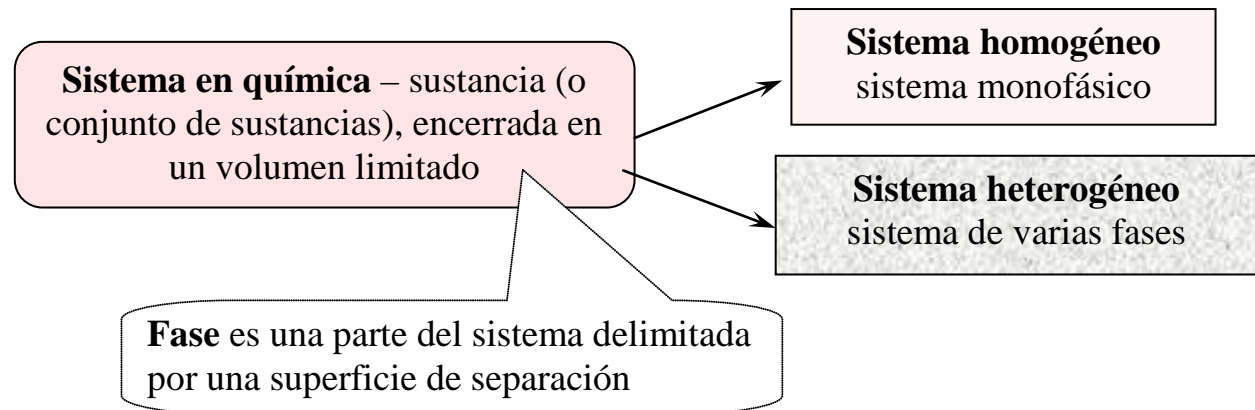 Sistema en química – sustancia (o
conjunto de sustancias), encerrada en
un volumen limitado
Sistema homogéneo
sistema monofásico
Sistema heterogéneo
sistema de varias fases
Fase es una parte del sistema delimitada
por una superficie de separación